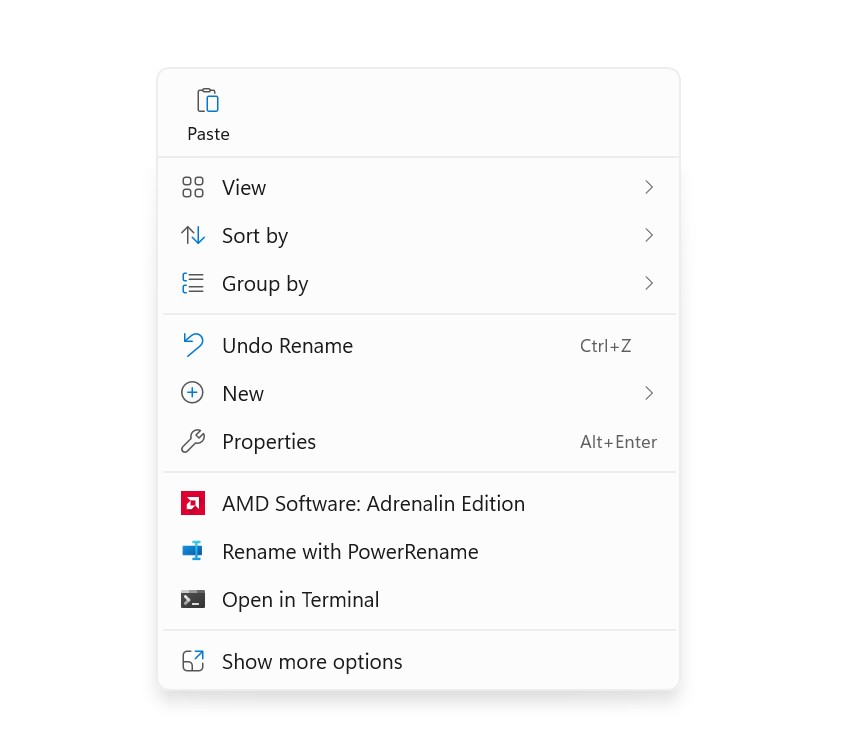 Paste
View
Sort by
Group by
Undo Rename Ctrl+Z
New
Properties Alt+Enter
AMD Software: Adrenalin Edition
Rename with PowerRename
Open in Terminal
Show more options